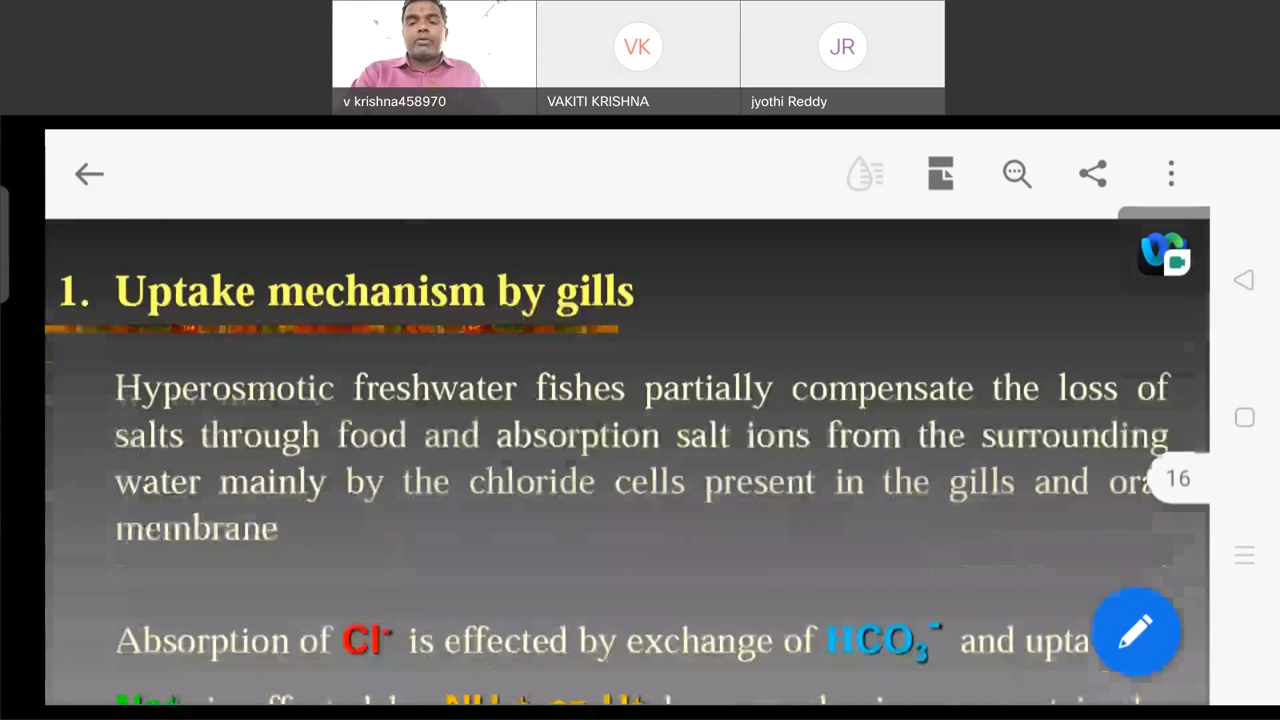 v krishna458970
VK
VAKITI KRISHNA
JR
jyothi Reddy
1. Uptake mechanism by gills
Hyperosmotic freshwater fishes partially compensate the loss of
salts through food and absorption salt ions from the surrounding
water mainly by the chloride cells present in the gills and ora
16
membrane
Absorption of Cl⁻ is effected by exchange of HCO₃⁻ and upta